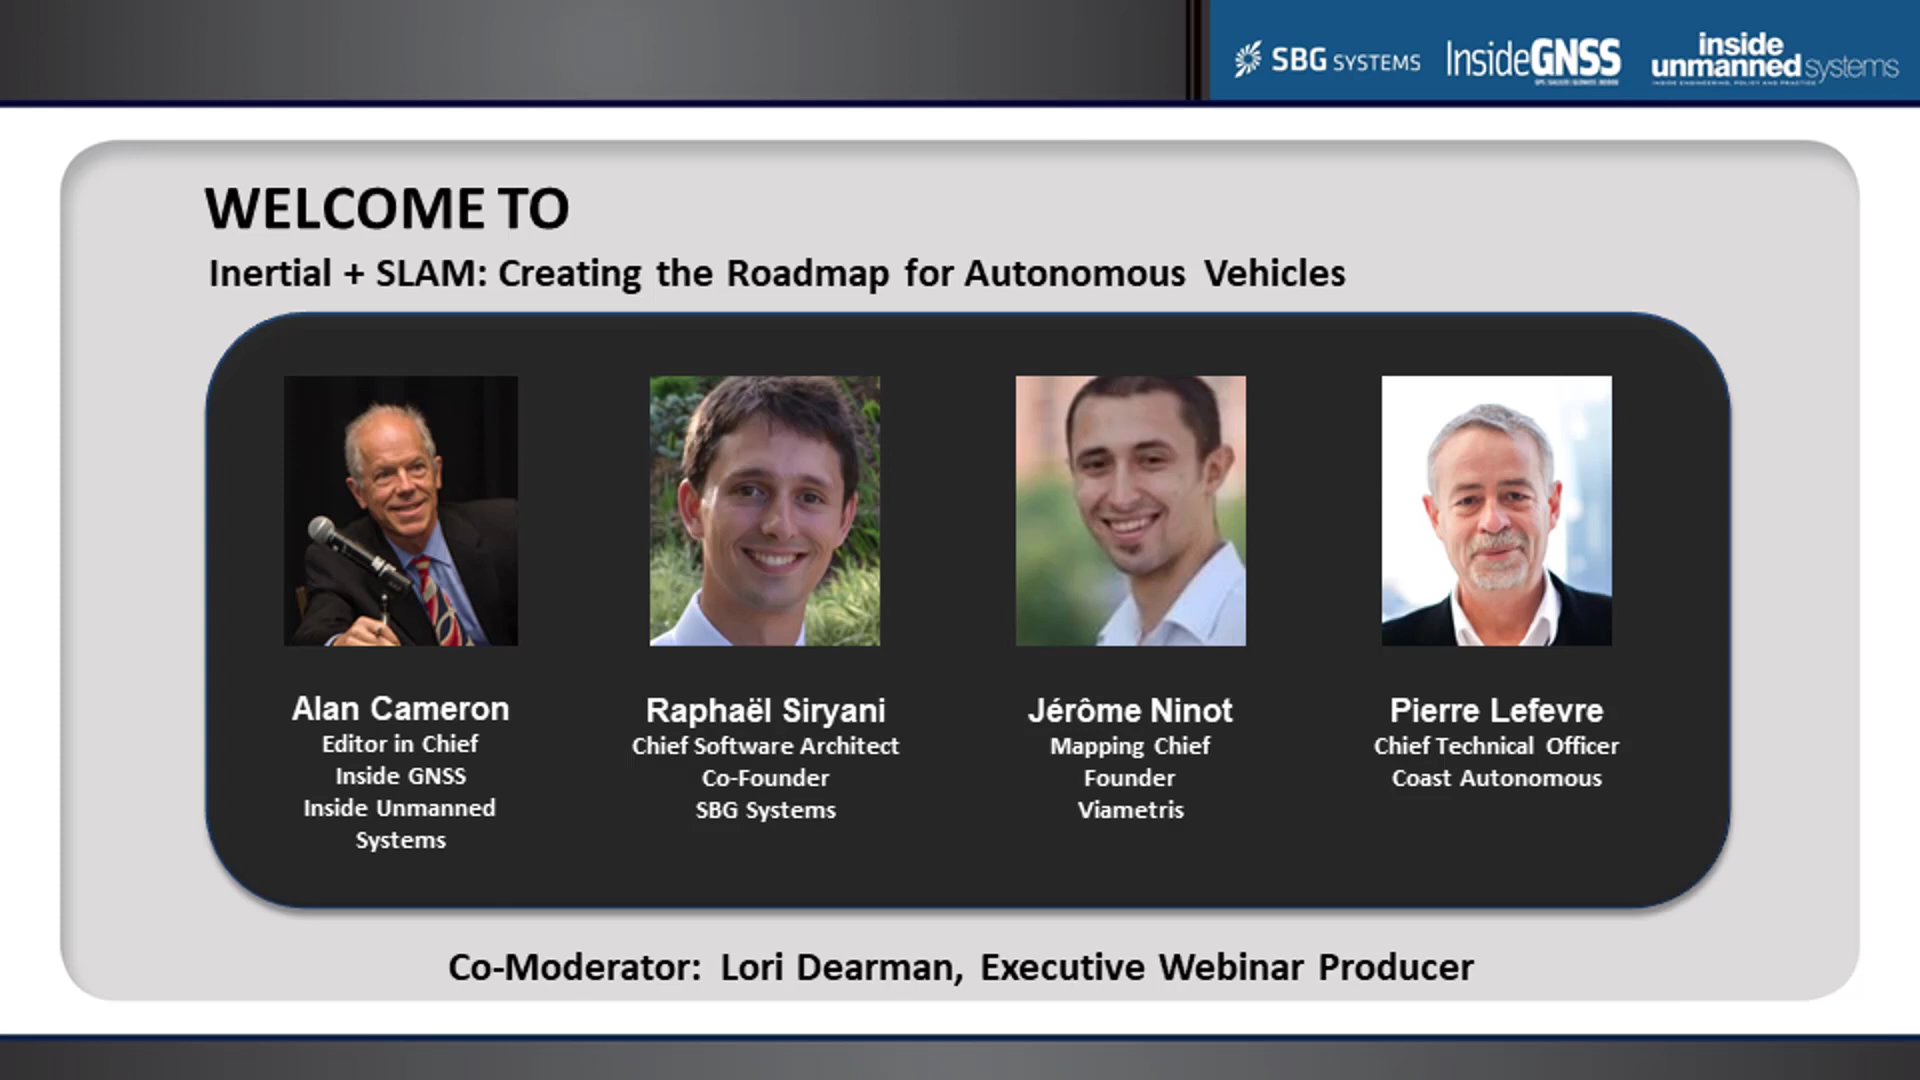 SBG SYSTEMS
InsideGNSS
inside
unmanned systems
WELCOME TO
Inertial + SLAM: Creating the Roadmap for Autonomous Vehicles
Alan Cameron
Editor in Chief
Inside GNSS
Inside Unmanned
Systems
Raphaël Siryani
Chief Software Architect
Co-Founder
SBG Systems
Jérôme Ninot
Mapping Chief
Founder
Viametris
Pierre Lefevre
Chief Technical Officer
Coast Autonomous
Co-Moderator: Lori Dearman, Executive Webinar Producer